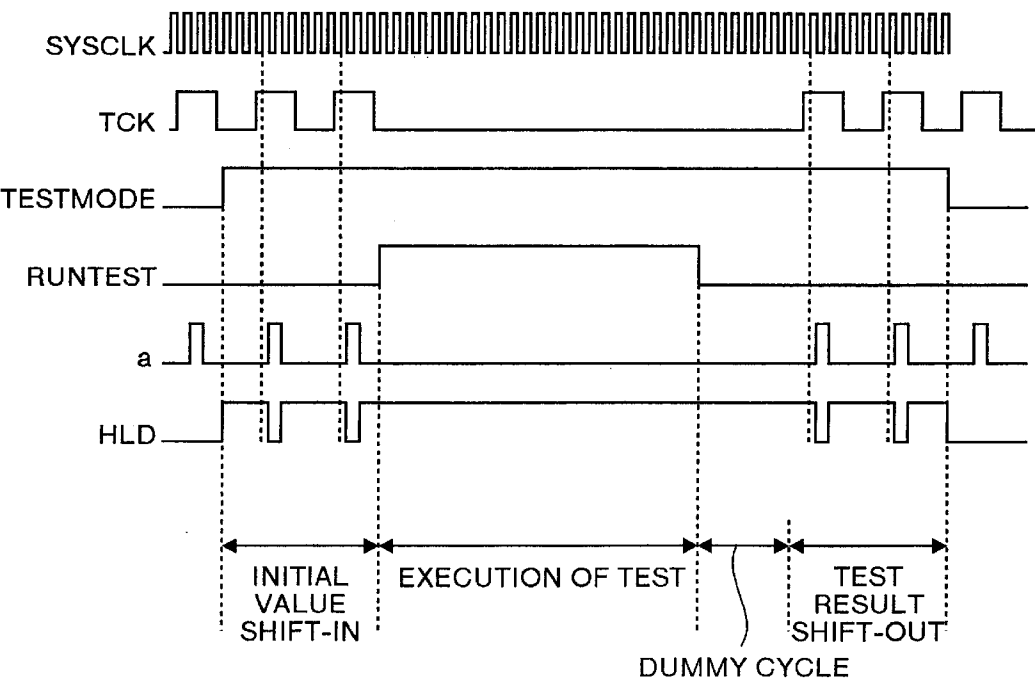 SYSCLK
TCK
TESTMODE
RUNTEST
a
HLD
INITIAL
VALUE
SHIFT-IN
EXECUTION OF TEST
TEST
RESULT
SHIFT-OUT
DUMMY CYCLE